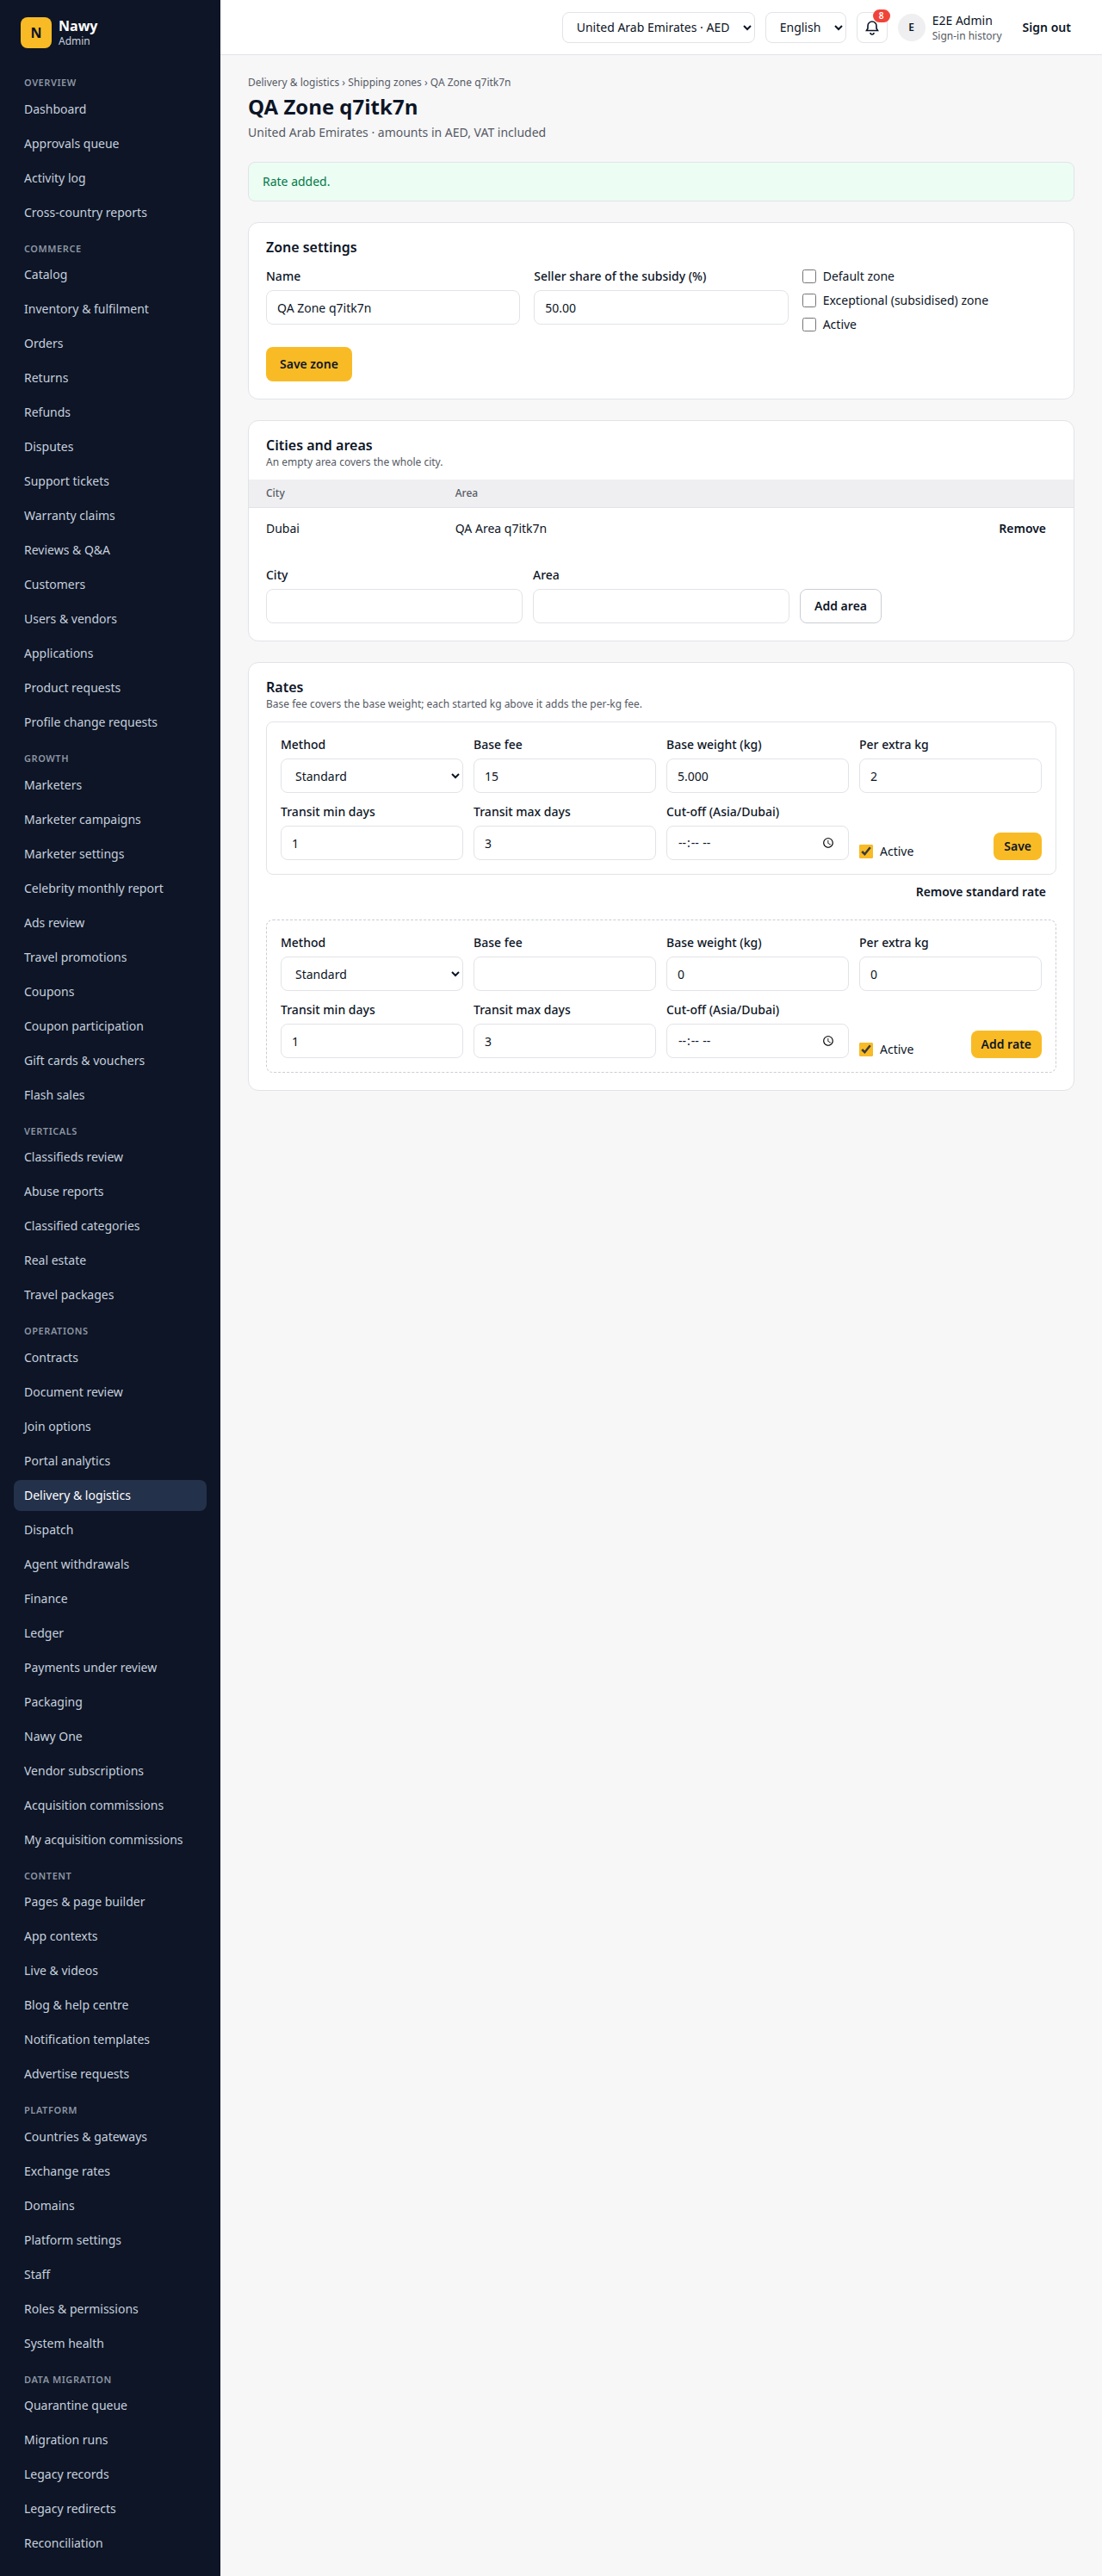 N
Nawy
Admin
United Arab Emirates · AED
English
8
E
E2E Admin
Sign-in history
Sign out
OVERVIEW
Dashboard
Approvals queue
Activity log
Cross-country reports
COMMERCE
Catalog
Inventory & fulfilment
Orders
Returns
Refunds
Disputes
Support tickets
Warranty claims
Reviews & Q&A
Customers
Users & vendors
Applications
Product requests
Profile change requests
GROWTH
Marketers
Marketer campaigns
Marketer settings
Celebrity monthly report
Ads review
Travel promotions
Coupons
Coupon participation
Gift cards & vouchers
Flash sales
VERTICALS
Classifieds review
Abuse reports
Classified categories
Real estate
Travel packages
OPERATIONS
Contracts
Document review
Join options
Portal analytics
Delivery & logistics
Dispatch
Agent withdrawals
Finance
Ledger
Payments under review
Packaging
Nawy One
Vendor subscriptions
Acquisition commissions
My acquisition commissions
CONTENT
Pages & page builder
App contexts
Live & videos
Blog & help centre
Notification templates
Advertise requests
PLATFORM
Countries & gateways
Exchange rates
Domains
Platform settings
Staff
Roles & permissions
System health
DATA MIGRATION
Quarantine queue
Migration runs
Legacy records
Legacy redirects
Reconciliation
Delivery & logistics › Shipping zones › QA Zone q7itk7n
QA Zone q7itk7n
United Arab Emirates · amounts in AED, VAT included
Rate added.
Zone settings
Name
Seller share of the subsidy (%)
QA Zone q7itk7n
50.00
Default zone
Exceptional (subsidised) zone
Active
Save zone
Cities and areas
An empty area covers the whole city.
City Area
Dubai QA Area q7itk7n Remove
City Area
Add area
Rates
Base fee covers the base weight; each started kg above it adds the per-kg fee.
Method Base fee Base weight (kg) Per extra kg
Standard 15 5.000 2
Transit min days Transit max days Cut-off (Asia/Dubai)
1 3 --:-- -- Active Save
Remove standard rate
Method Base fee Base weight (kg) Per extra kg
Standard 0 0
Transit min days Transit max days Cut-off (Asia/Dubai)
1 3 --:-- -- Active Add rate